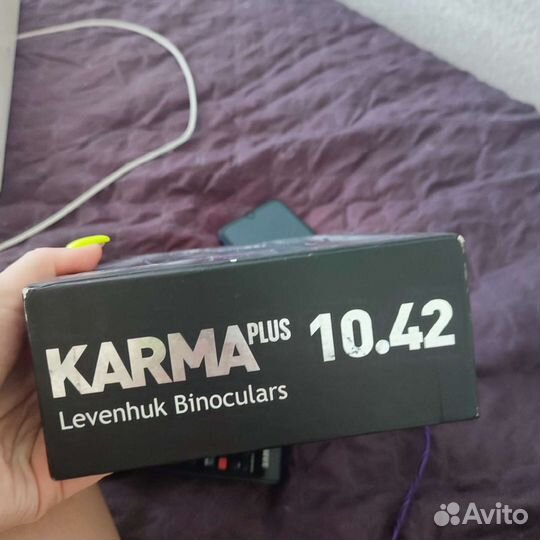 KARMA PLUS 10.42
Levenhuk Binoculars
Avito